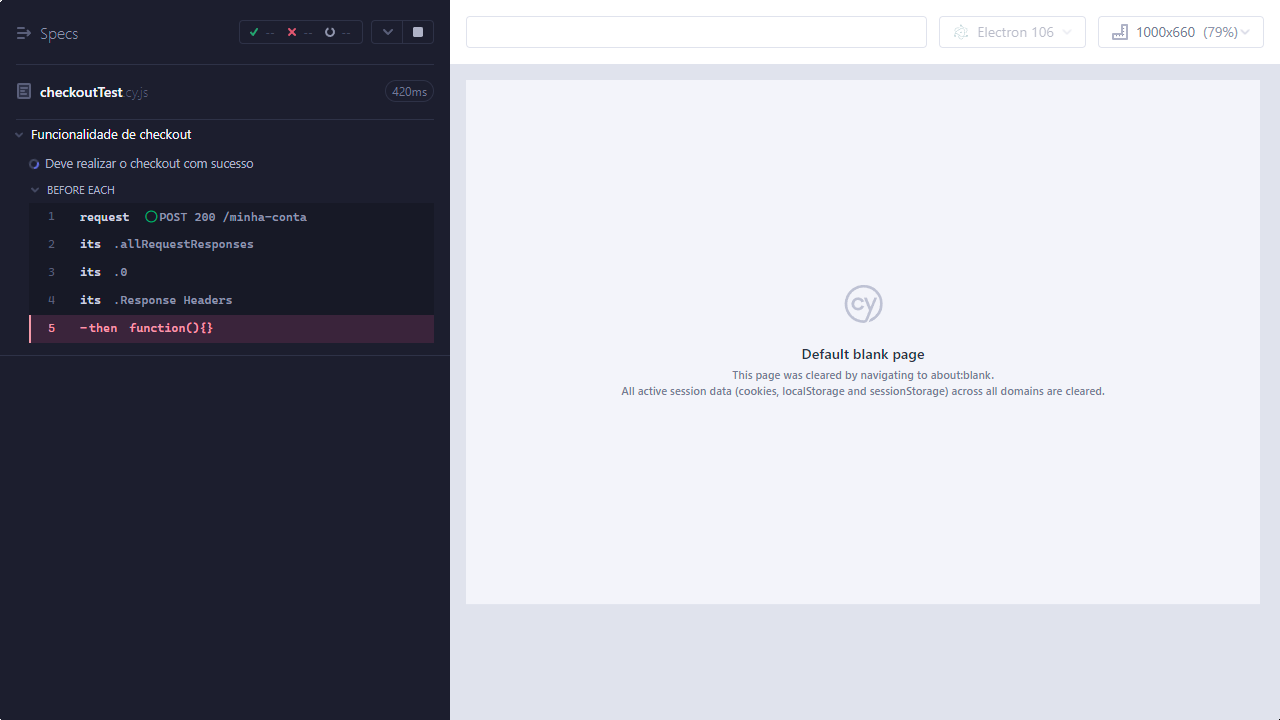 Specs
-- -- --
checkoutTest.cy.js
420ms
Funcionalidade de checkout
Deve realizar o checkout com sucesso
BEFORE EACH
1 request POST 200 /minha-conta
2 its .allRequestResponses
3 its .0
4 its .Response Headers
5 -then function(){}
Electron 106
1000x660 (79%)
cy
Default blank page
This page was cleared by navigating to about:blank.
All active session data (cookies, localStorage and sessionStorage) across all domains are cleared.